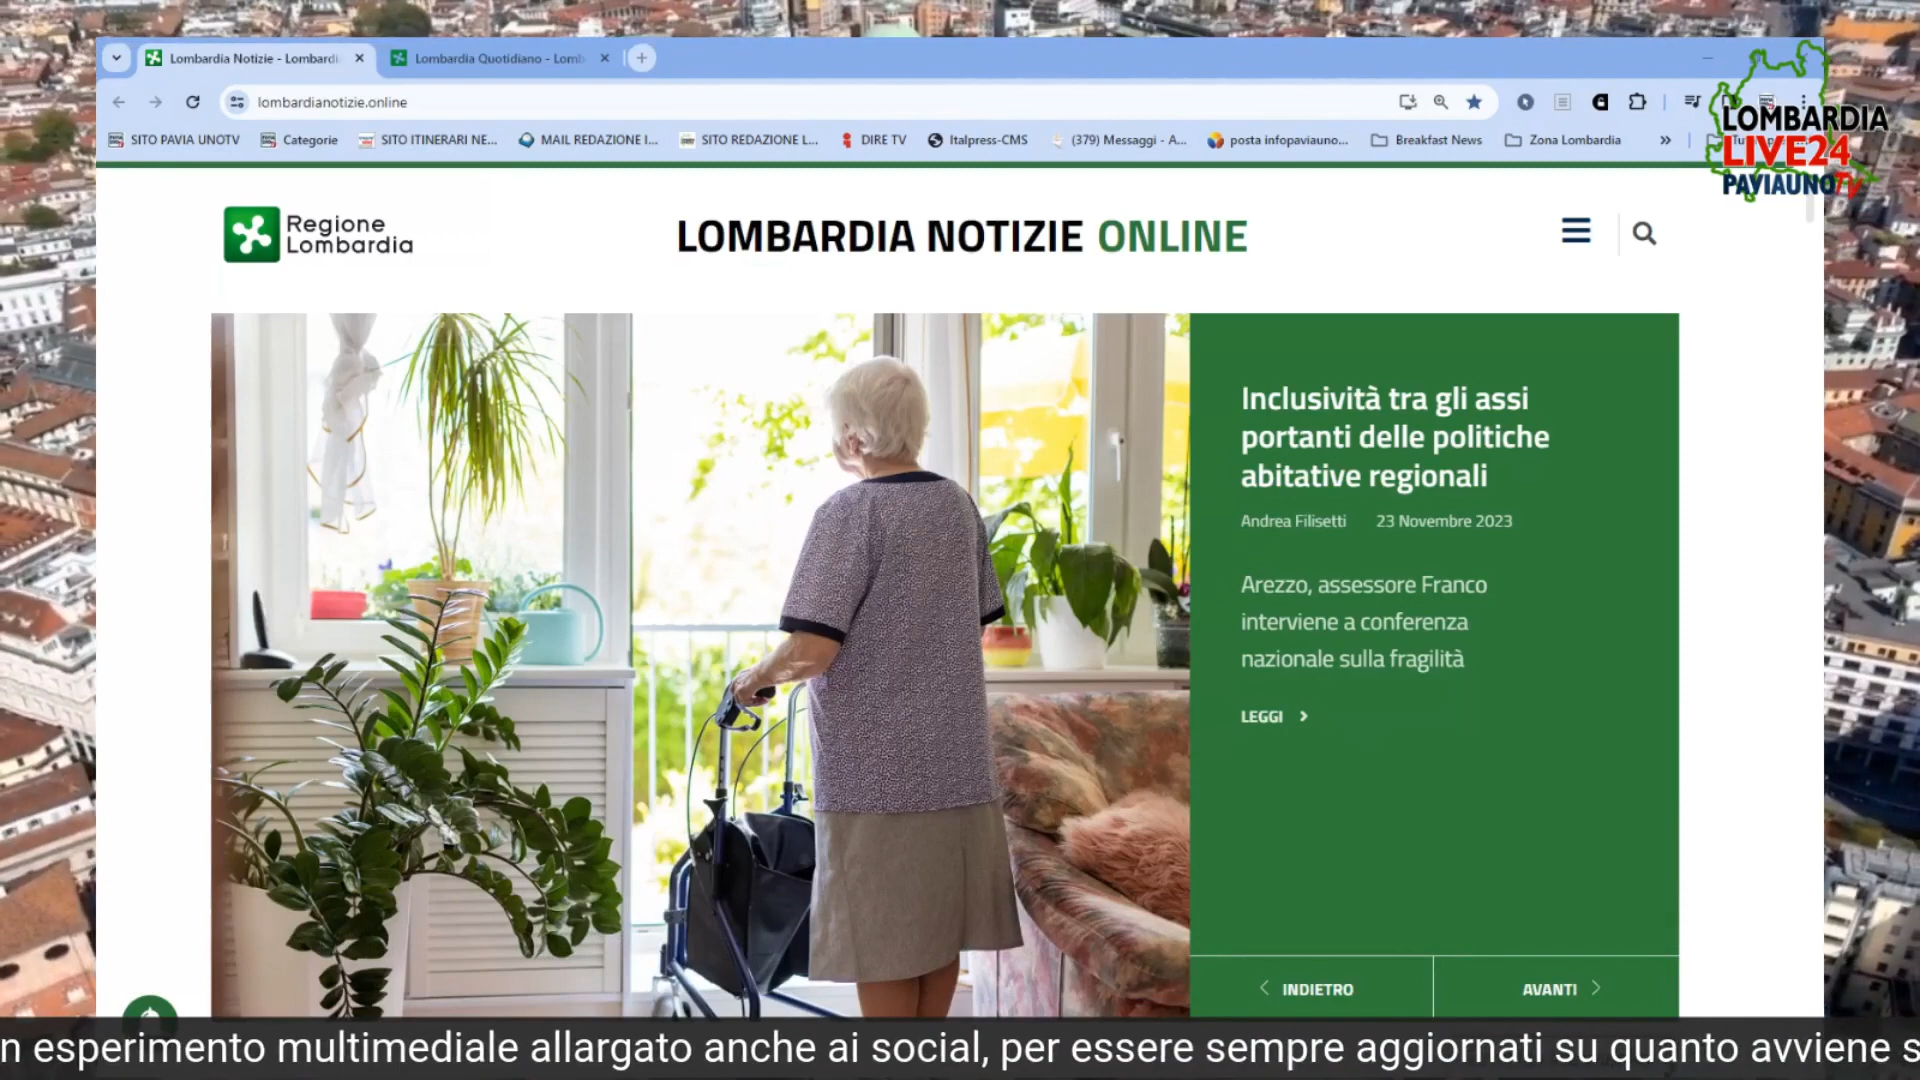 Lombardia Notizie - Lombardi
Lombardia Quotidiano - Lomb
lombardianotizie.online
SITO PAVIA UNOTV
Categorie
SITO ITINERARI NE...
MAIL REDAZIONE I...
SITO REDAZIONE L...
DIRE TV
Italpress-CMS
(379) Messaggi - A...
posta infopaviauno...
Breakfast News
Zona Lombardia
LOMBARDIA
LIVE24
PAVIAUNOTV
Regione
Lombardia
LOMBARDIA NOTIZIE ONLINE
Inclusività tra gli assi
portanti delle politiche
abitative regionali
Andrea Filisetti 23 Novembre 2023
Arezzo, assessore Franco
interviene a conferenza
nazionale sulla fragilità
LEGGI
INDIETRO
AVANTI
n esperimento multimediale allargato anche ai social, per essere sempre aggiornati su quanto avviene s